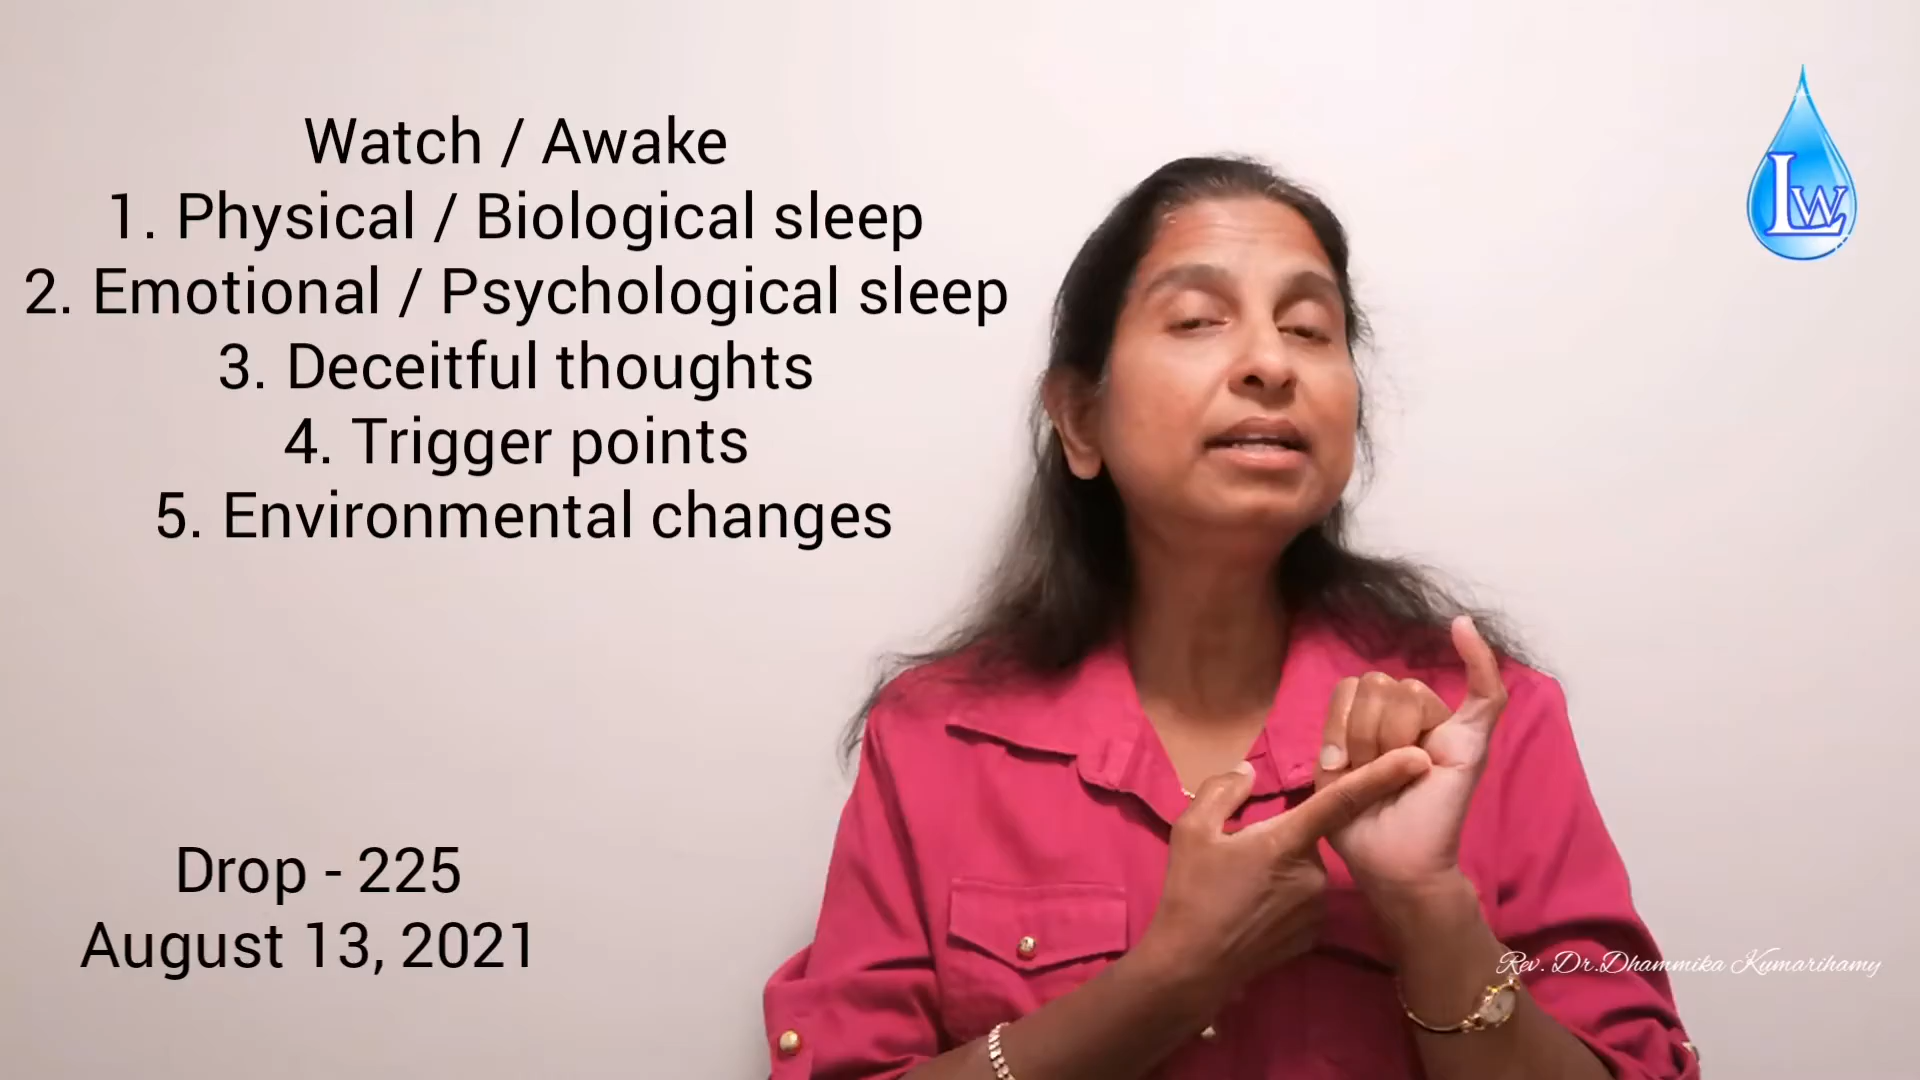 Watch / Awake
1. Physical / Biological sleep
2. Emotional / Psychological sleep
3. Deceitful thoughts
4. Trigger points
5. Environmental changes
Drop - 225
August 13, 2021
LW
Rev. Dr.Dhammika Kumarihamy